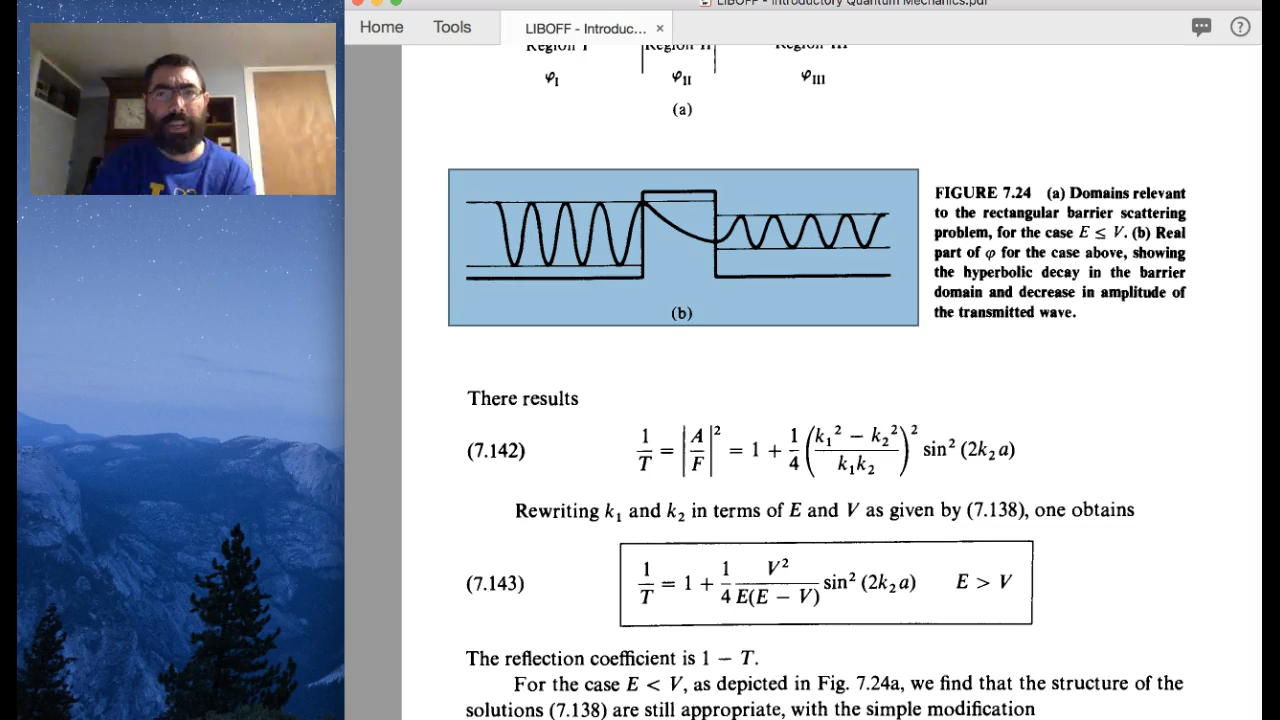 LIBOFF - Introductory Quantum Mechanics.pdf
Home Tools LIBOFF - Introduc... × ?
Region I Region II Region III
φI φII φIII
(a)
(b)
FIGURE 7.24 (a) Domains relevant
to the rectangular barrier scattering
problem, for the case E ≤ V. (b) Real
part of φ for the case above, showing
the hyperbolic decay in the barrier
domain and decrease in amplitude of
the transmitted wave.
There results
(7.142) 1/T = |A/F|² = 1 + 1/4 ((k₁² − k₂²)/(k₁k₂))² sin² (2k₂a)
Rewriting k₁ and k₂ in terms of E and V as given by (7.138), one obtains
(7.143) 1/T = 1 + 1/4 V²/(E(E − V)) sin² (2k₂a) E > V
The reflection coefficient is 1 − T.
For the case E < V, as depicted in Fig. 7.24a, we find that the structure of the
solutions (7.138) are still appropriate, with the simple modification